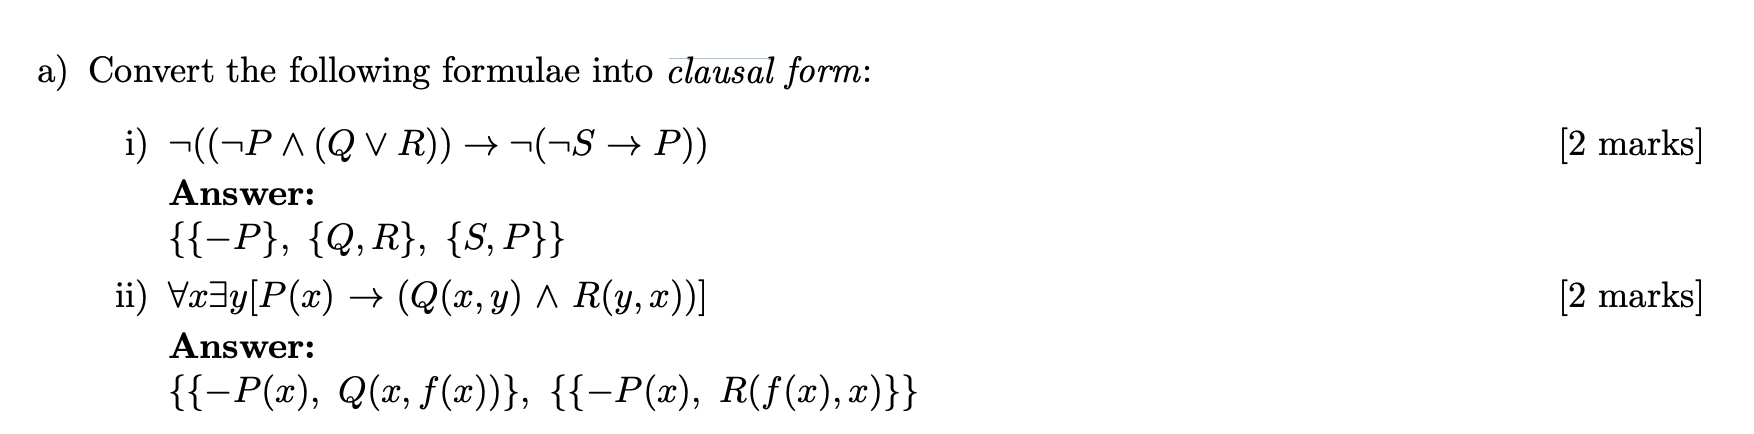 a) Convert the following formulae into clausal form:
i) ¬((¬P ∧ (Q ∨ R)) → ¬(¬S → P)) [2 marks]
Answer:
{{−P}, {Q, R}, {S, P}}
ii) ∀x∃y[P(x) → (Q(x, y) ∧ R(y, x))] [2 marks]
Answer:
{{−P(x), Q(x, f(x))}, {{−P(x), R(f(x), x)}}